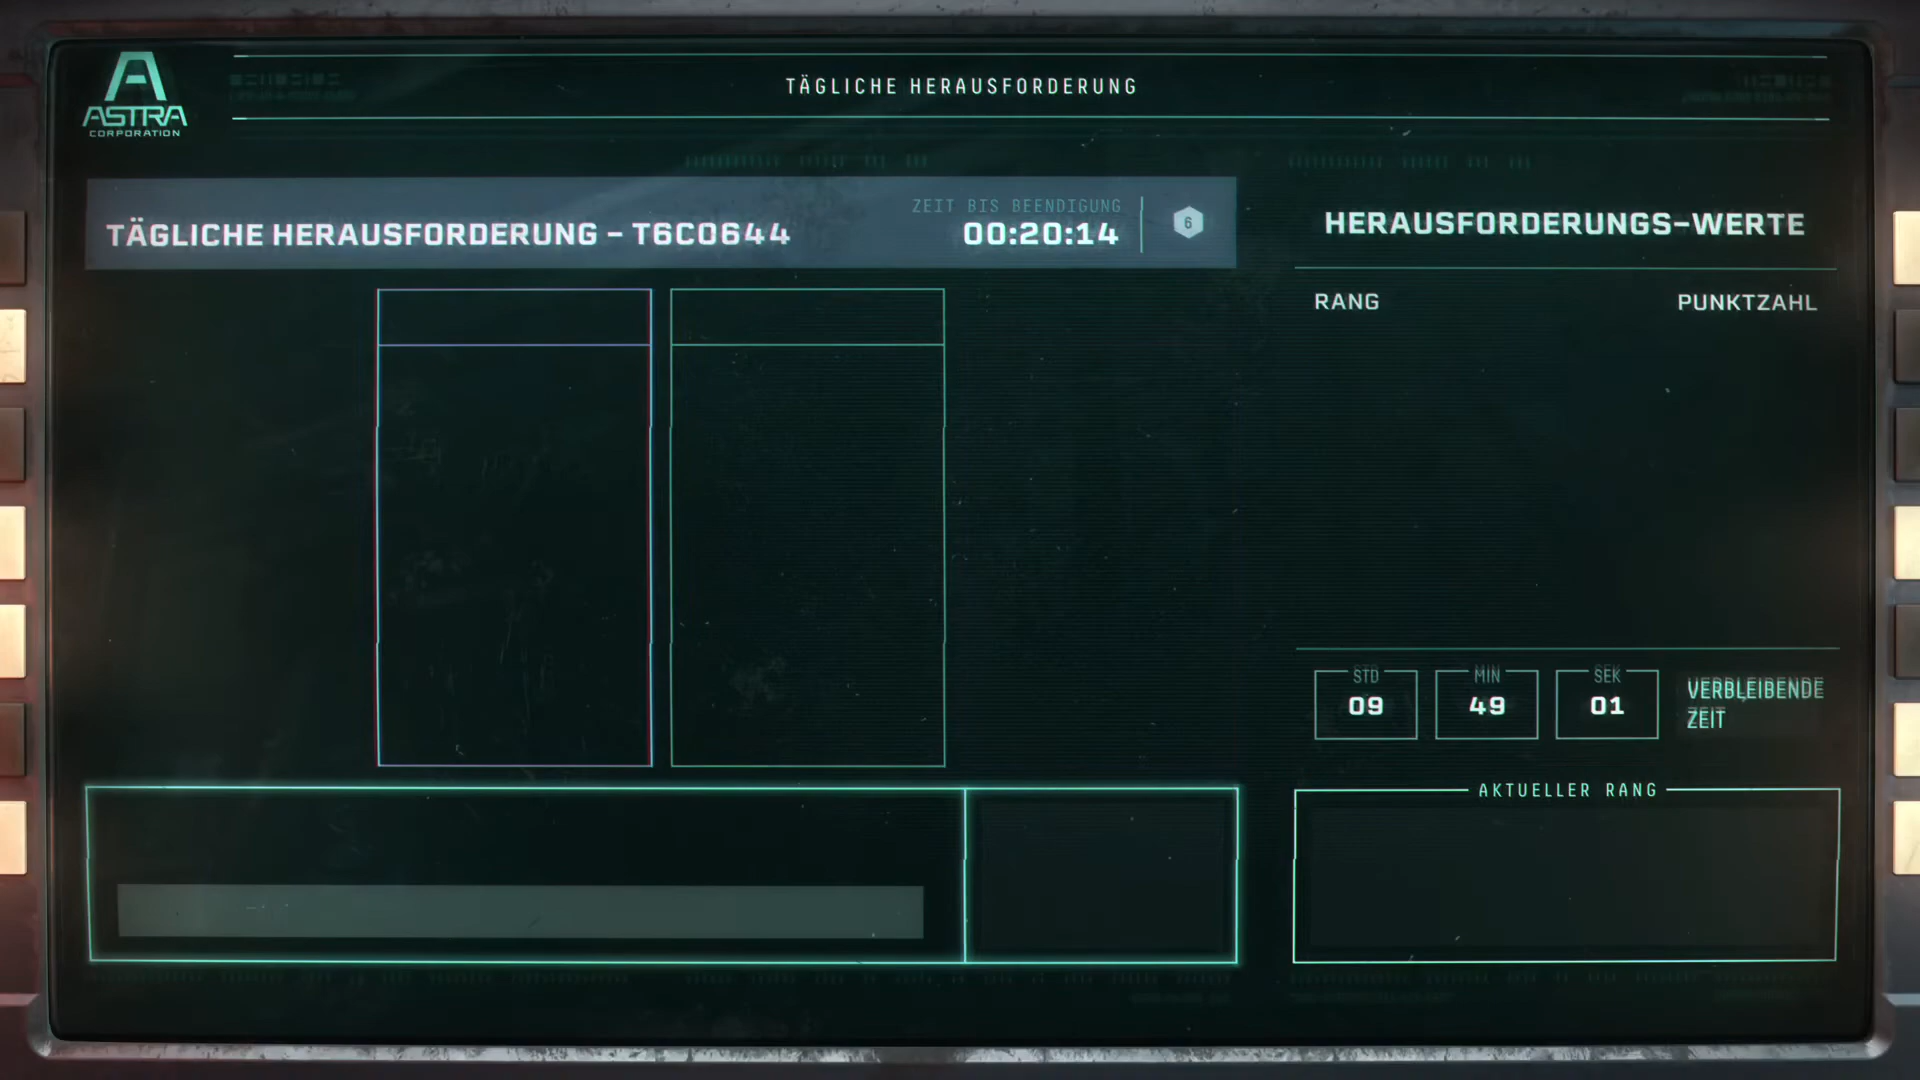 ASTRA
CORPORATION
TÄGLICHE HERAUSFORDERUNG
TÄGLICHE HERAUSFORDERUNG – T6C0644
ZEIT BIS BEENDIGUNG
00:20:14
6
HERAUSFORDERUNGS-WERTE
RANG PUNKTZAHL
STD MIN SEK
09 49 01
VERBLEIBENDE
ZEIT
AKTUELLER RANG